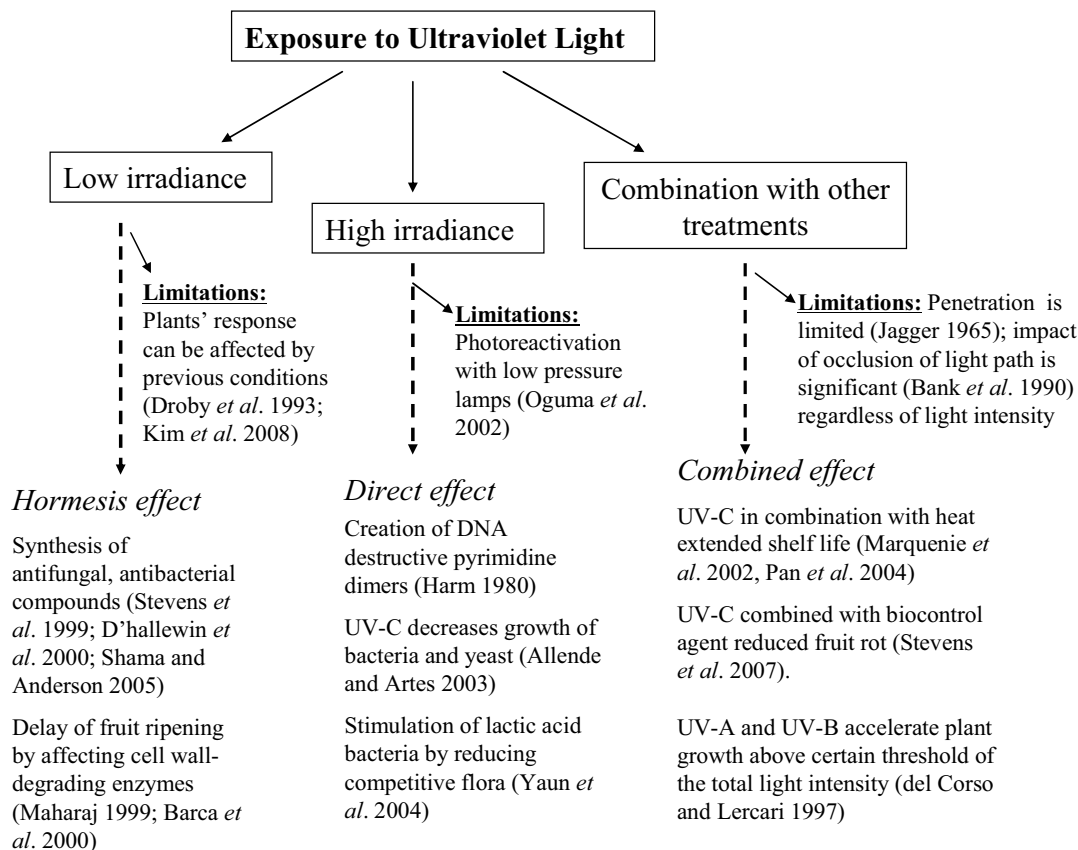 Exposure to Ultraviolet Light
Low irradiance
High irradiance
Combination with other
treatments
Limitations:
Plants’ response
can be affected by
previous conditions
(Droby et al. 1993;
Kim et al. 2008)
Limitations:
Photoreactivation
with low pressure
lamps (Oguma et al.
2002)
Limitations: Penetration is
limited (Jagger 1965); impact
of occlusion of light path is
significant (Bank et al. 1990)
regardless of light intensity
Hormesis effect
Synthesis of
antifungal, antibacterial
compounds (Stevens et
al. 1999; D’hallewin et
al. 2000; Shama and
Anderson 2005)
Delay of fruit ripening
by affecting cell wall-
degrading enzymes
(Maharaj 1999; Barca et
al. 2000)
Direct effect
Creation of DNA
destructive pyrimidine
dimers (Harm 1980)
UV-C decreases growth of
bacteria and yeast (Allende
and Artes 2003)
Stimulation of lactic acid
bacteria by reducing
competitive flora (Yaun et
al. 2004)
Combined effect
UV-C in combination with heat
extended shelf life (Marquenie et
al. 2002, Pan et al. 2004)
UV-C combined with biocontrol
agent reduced fruit rot (Stevens
et al. 2007).
UV-A and UV-B accelerate plant
growth above certain threshold of
the total light intensity (del Corso
and Lercari 1997)